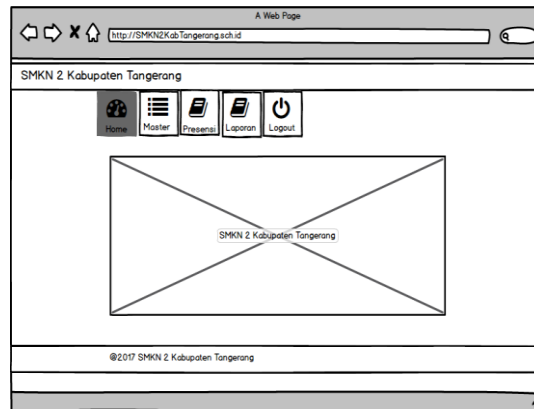 A Web Page
http://SMKN2KabTangerang.sch.id
SMKN 2 Kabupaten Tangerang
Home Master Presensi Laporan Logout
SMKN 2 Kabupaten Tangerang
@2017 SMKN 2 Kabupaten Tangerang